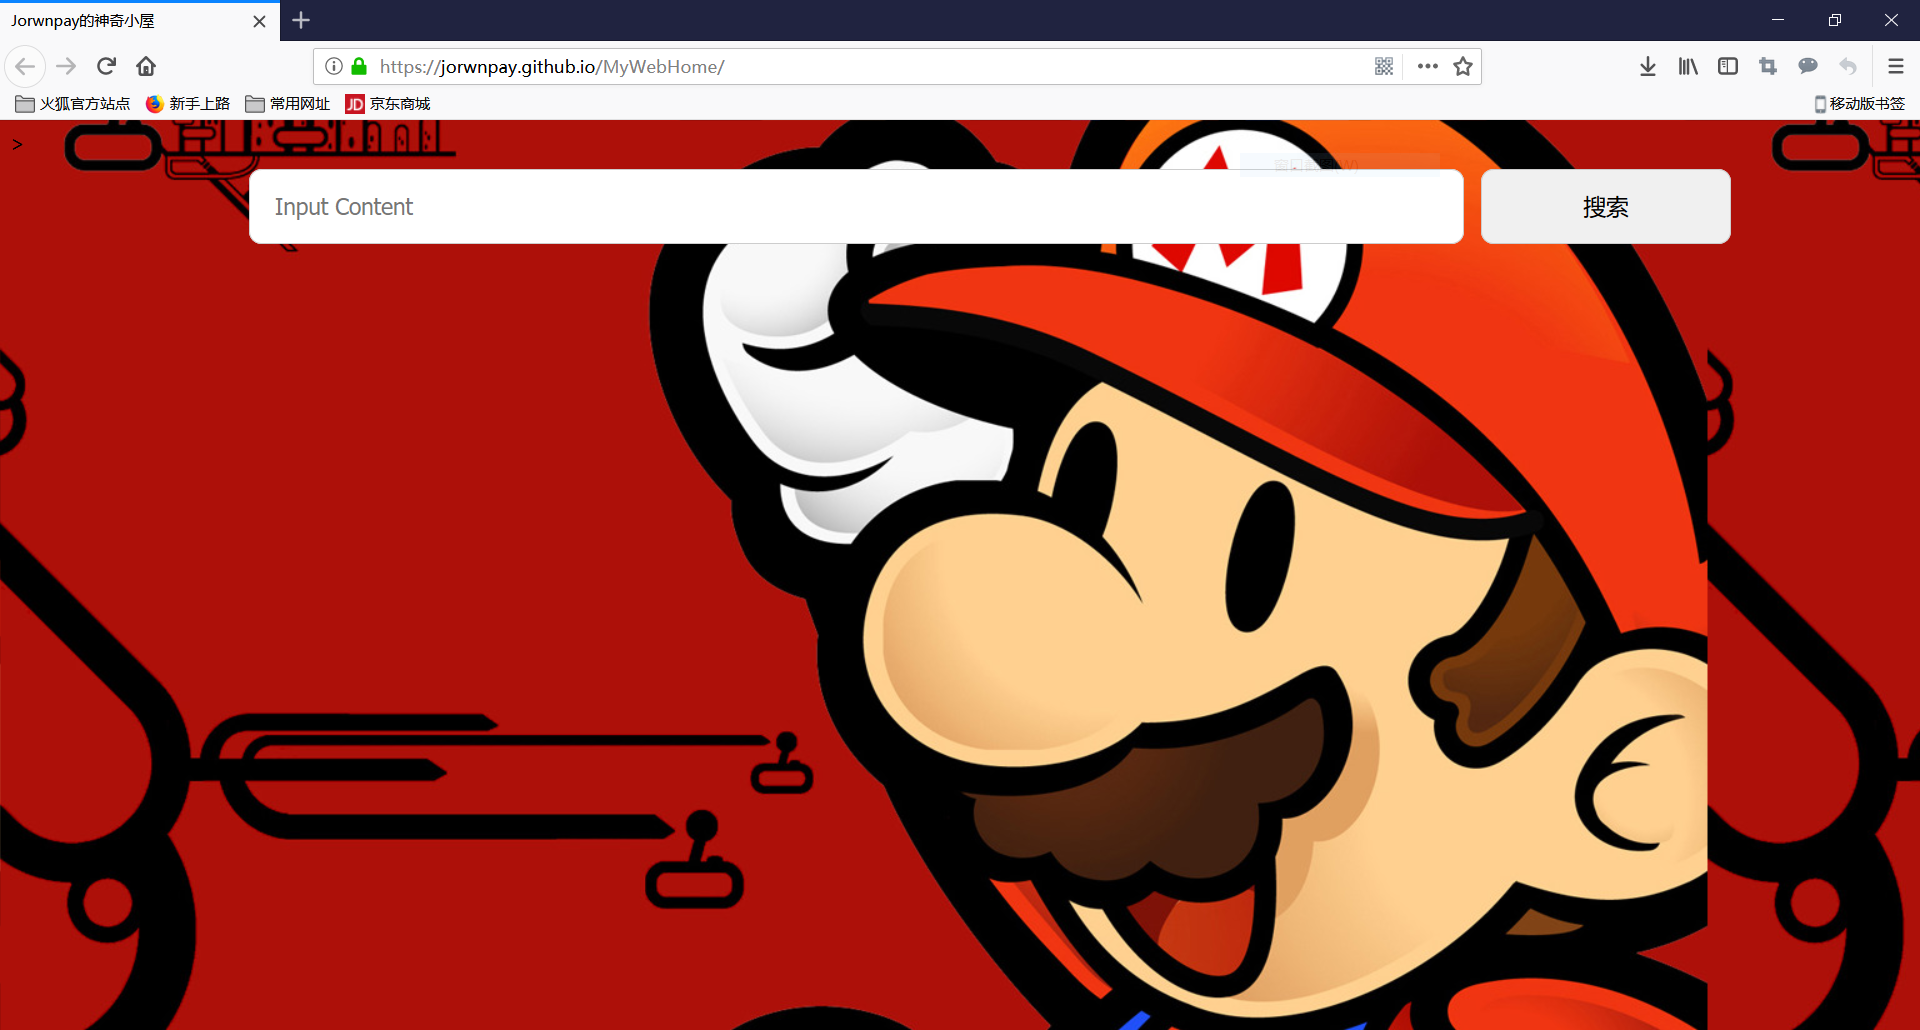 Jorwnpay的神奇小屋
https://jorwnpay.github.io/MyWebHome/
火狐官方站点 新手上路 常用网址 JD 京东商城 移动版书签
>
Input Content 搜索
M